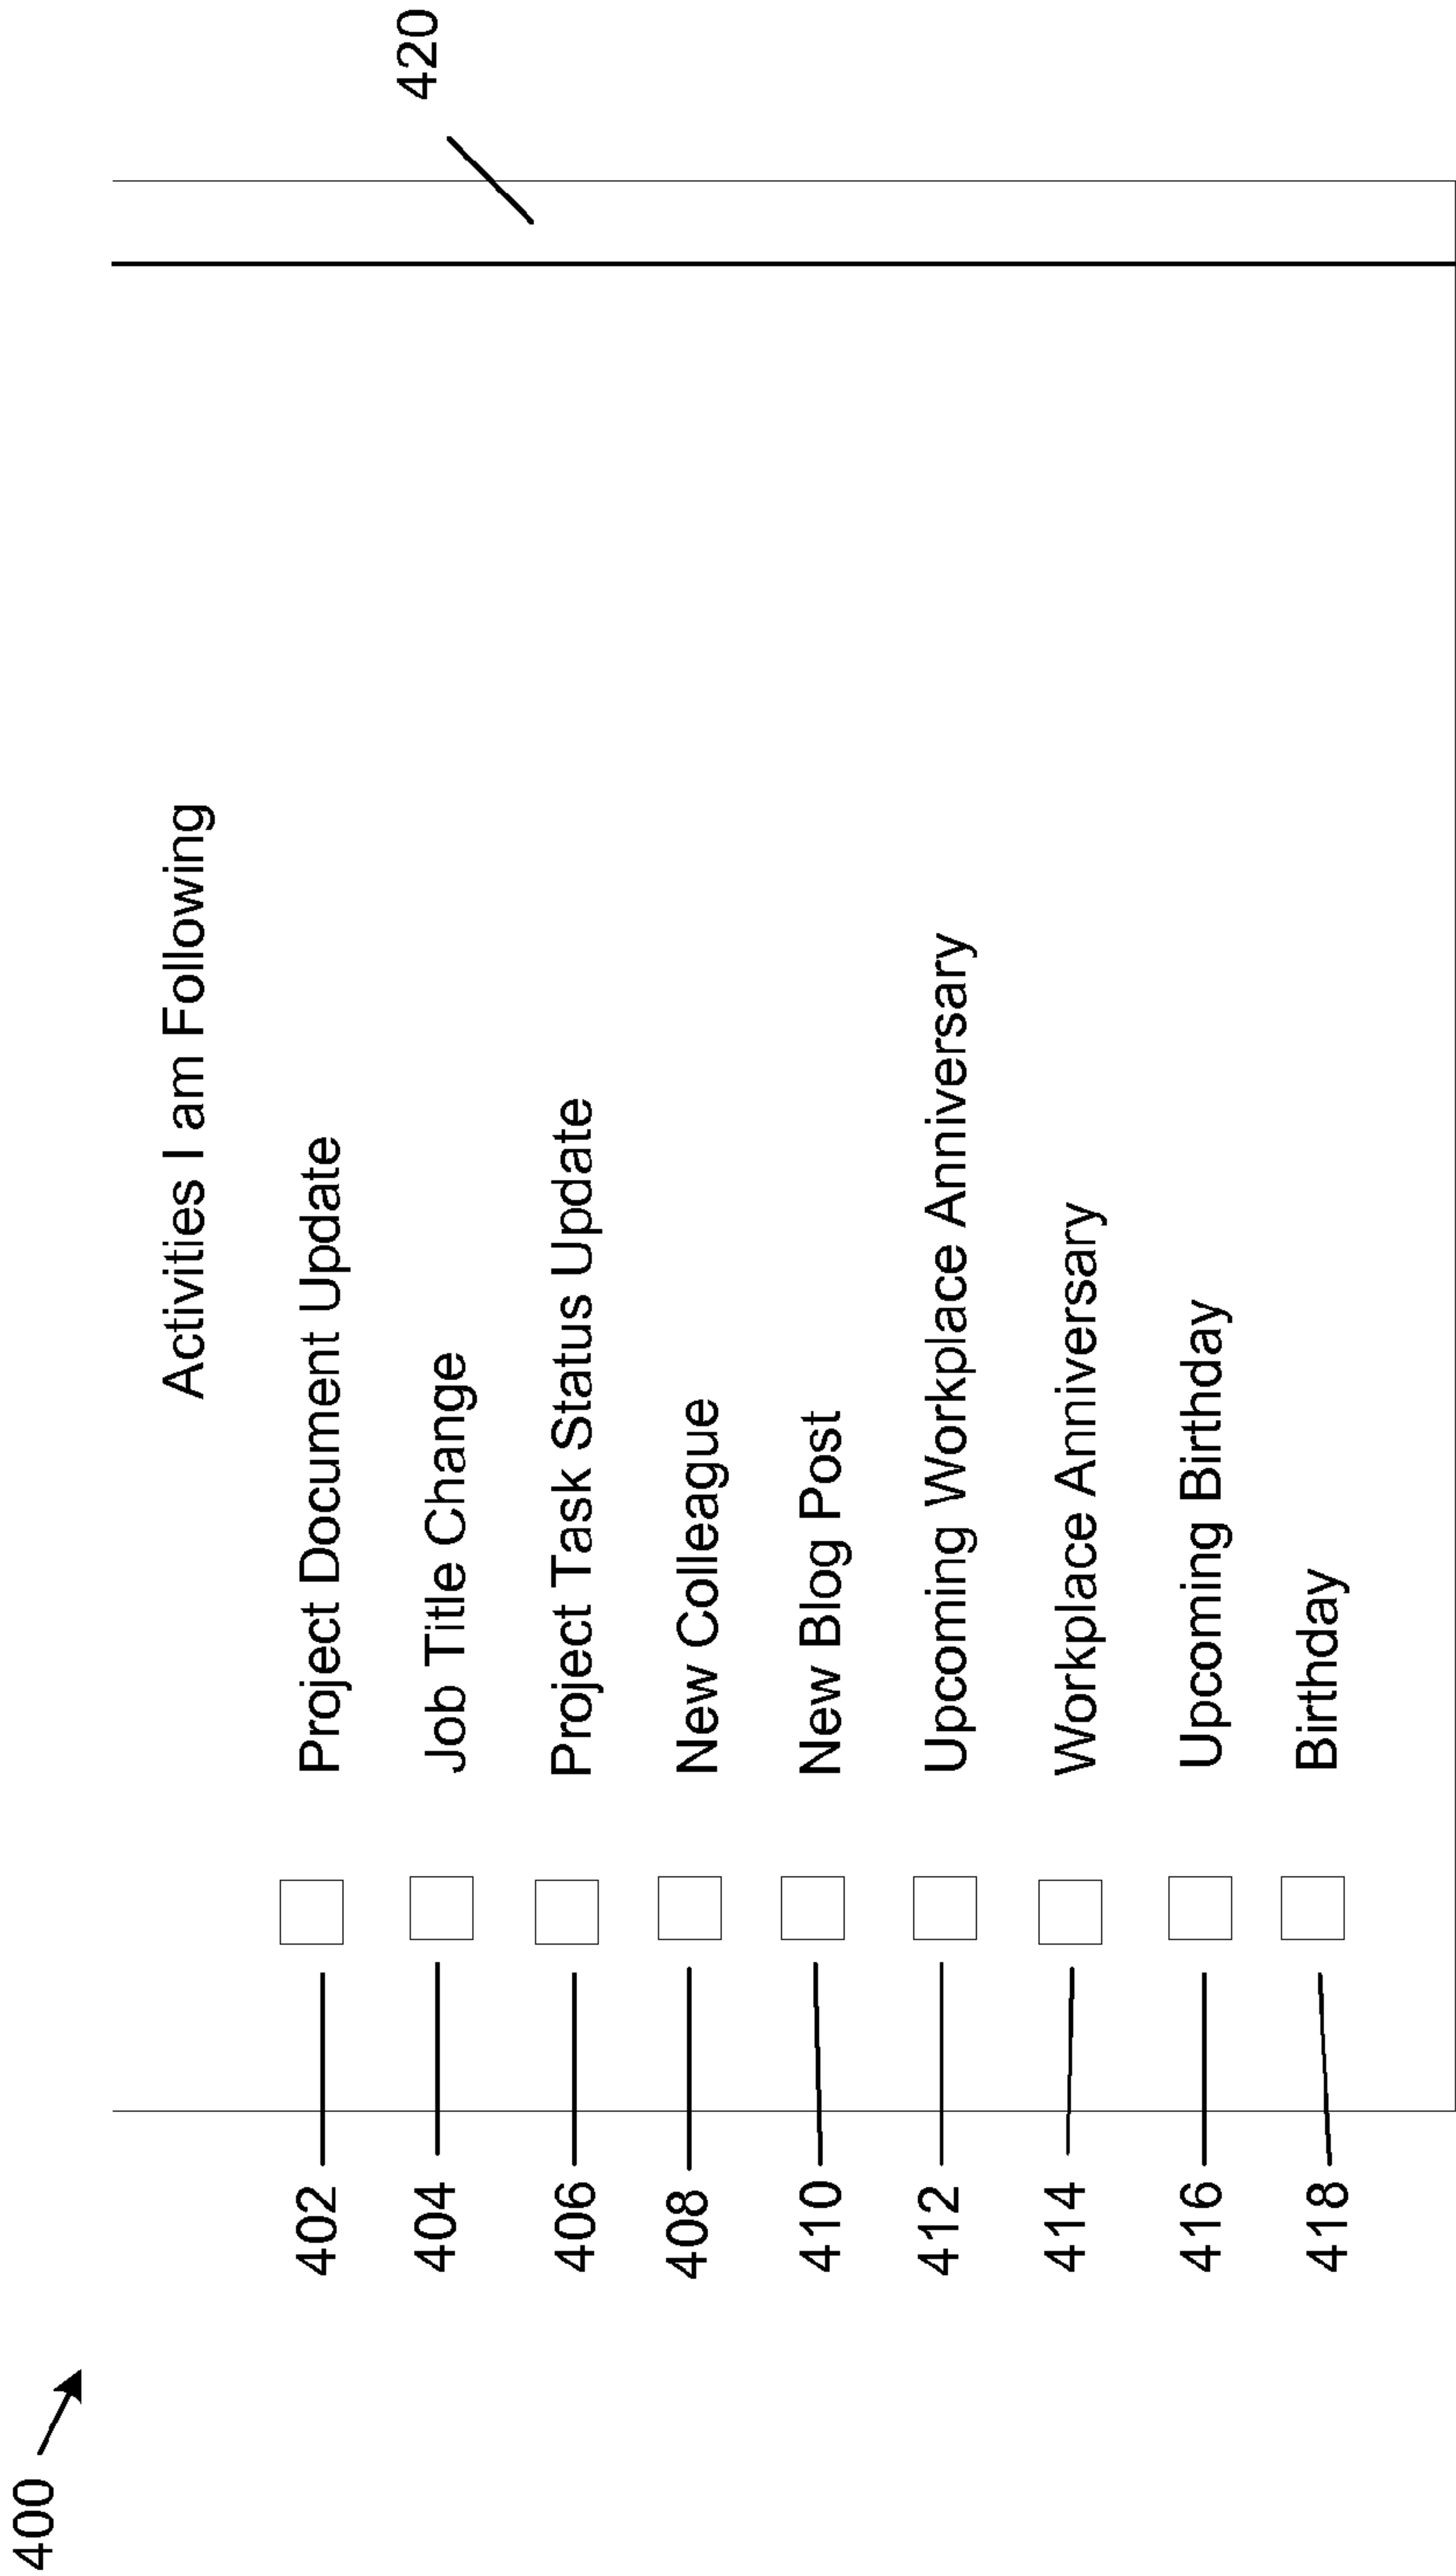 400
Activities I am Following
402 Project Document Update
420
404 Job Title Change
406 Project Task Status Update
408 New Colleague
410 New Blog Post
412 Upcoming Workplace Anniversary
414 Workplace Anniversary
416 Upcoming Birthday
418 Birthday